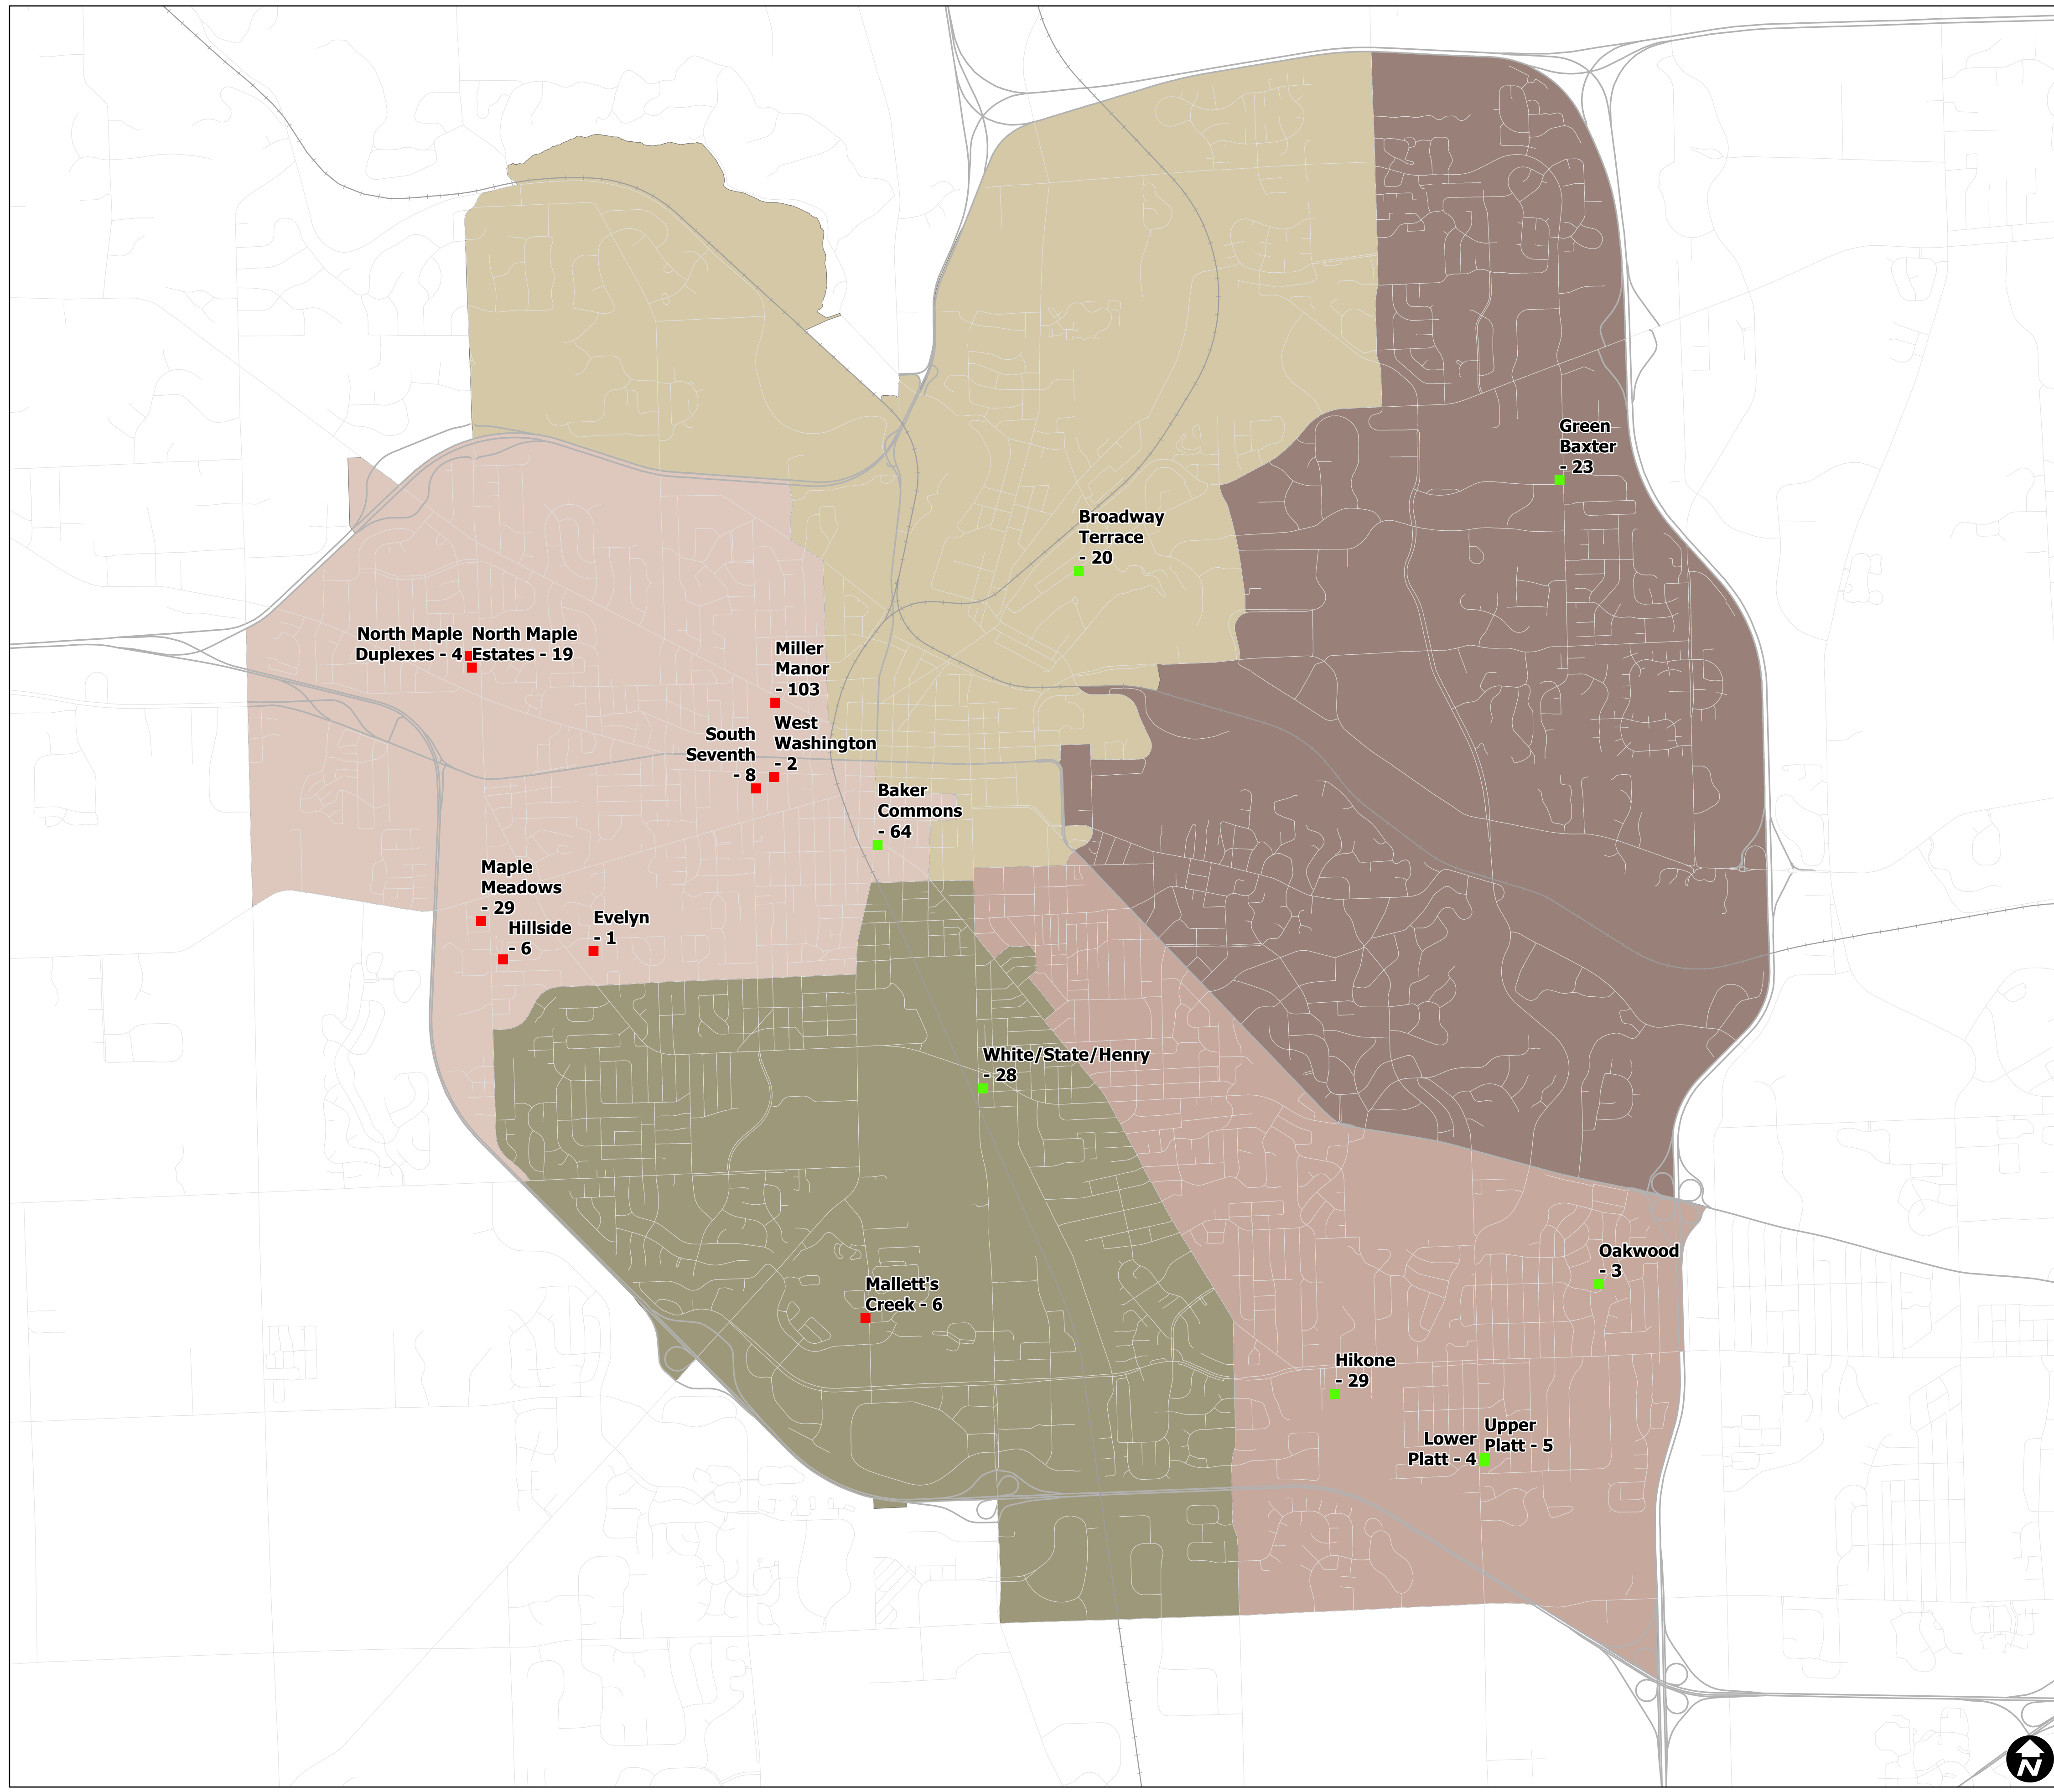 Green
Baxter
- 23
Broadway
Terrace
- 20
North Maple
Duplexes - 4
North Maple
Estates - 19
Miller
Manor
- 103
West
Washington
- 2
South
Seventh
- 8
Baker
Commons
- 64
Maple
Meadows
- 29
Hillside
- 6
Evelyn
- 1
White/State/Henry
- 28
Oakwood
- 3
Mallett's
Creek - 6
Hikone
- 29
Upper
Platt - 5
Lower
Platt - 4
N